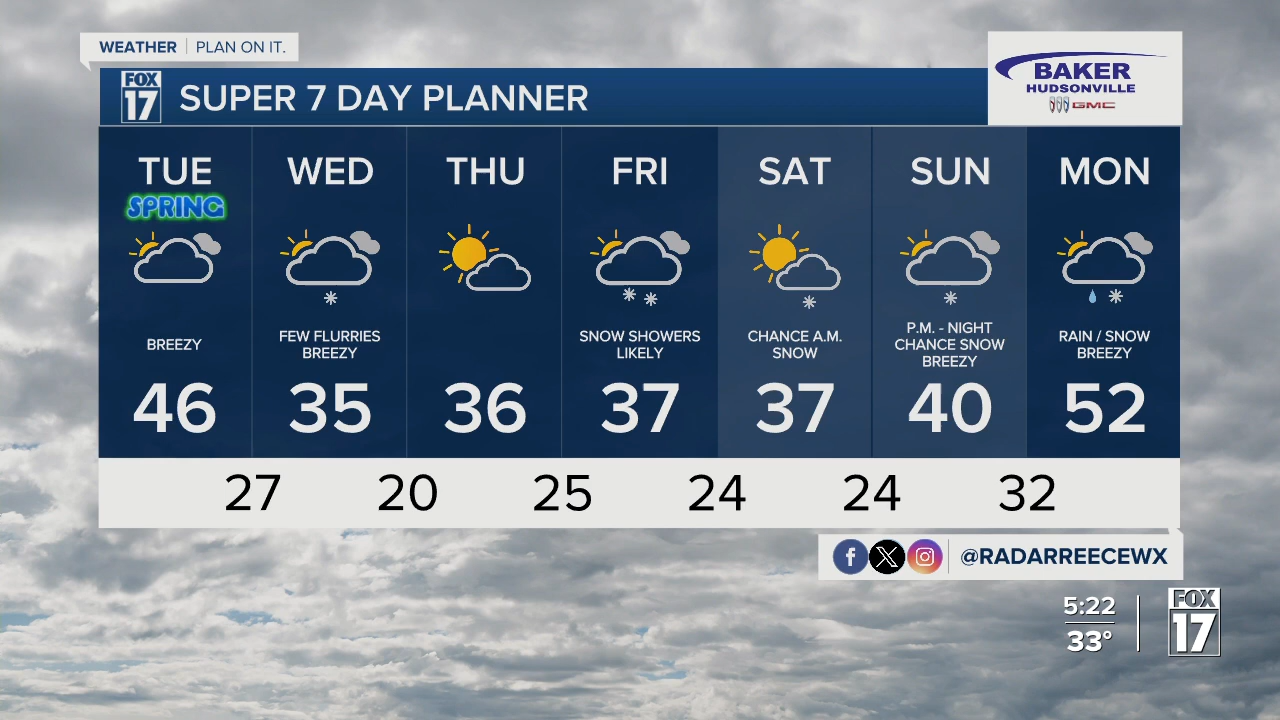 WEATHER | PLAN ON IT.
FOX 17
SUPER 7 DAY PLANNER
BAKER
HUDSONVILLE
GMC
TUE
SPRING
BREEZY
46
WED
FEW FLURRIES
BREEZY
35
THU
36
FRI
SNOW SHOWERS
LIKELY
37
SAT
CHANCE A.M.
SNOW
37
SUN
P.M. - NIGHT
CHANCE SNOW
BREEZY
40
MON
RAIN / SNOW
BREEZY
52
27 20 25 24 24 32
@RADARREECEWX
5:22
33°
FOX
17